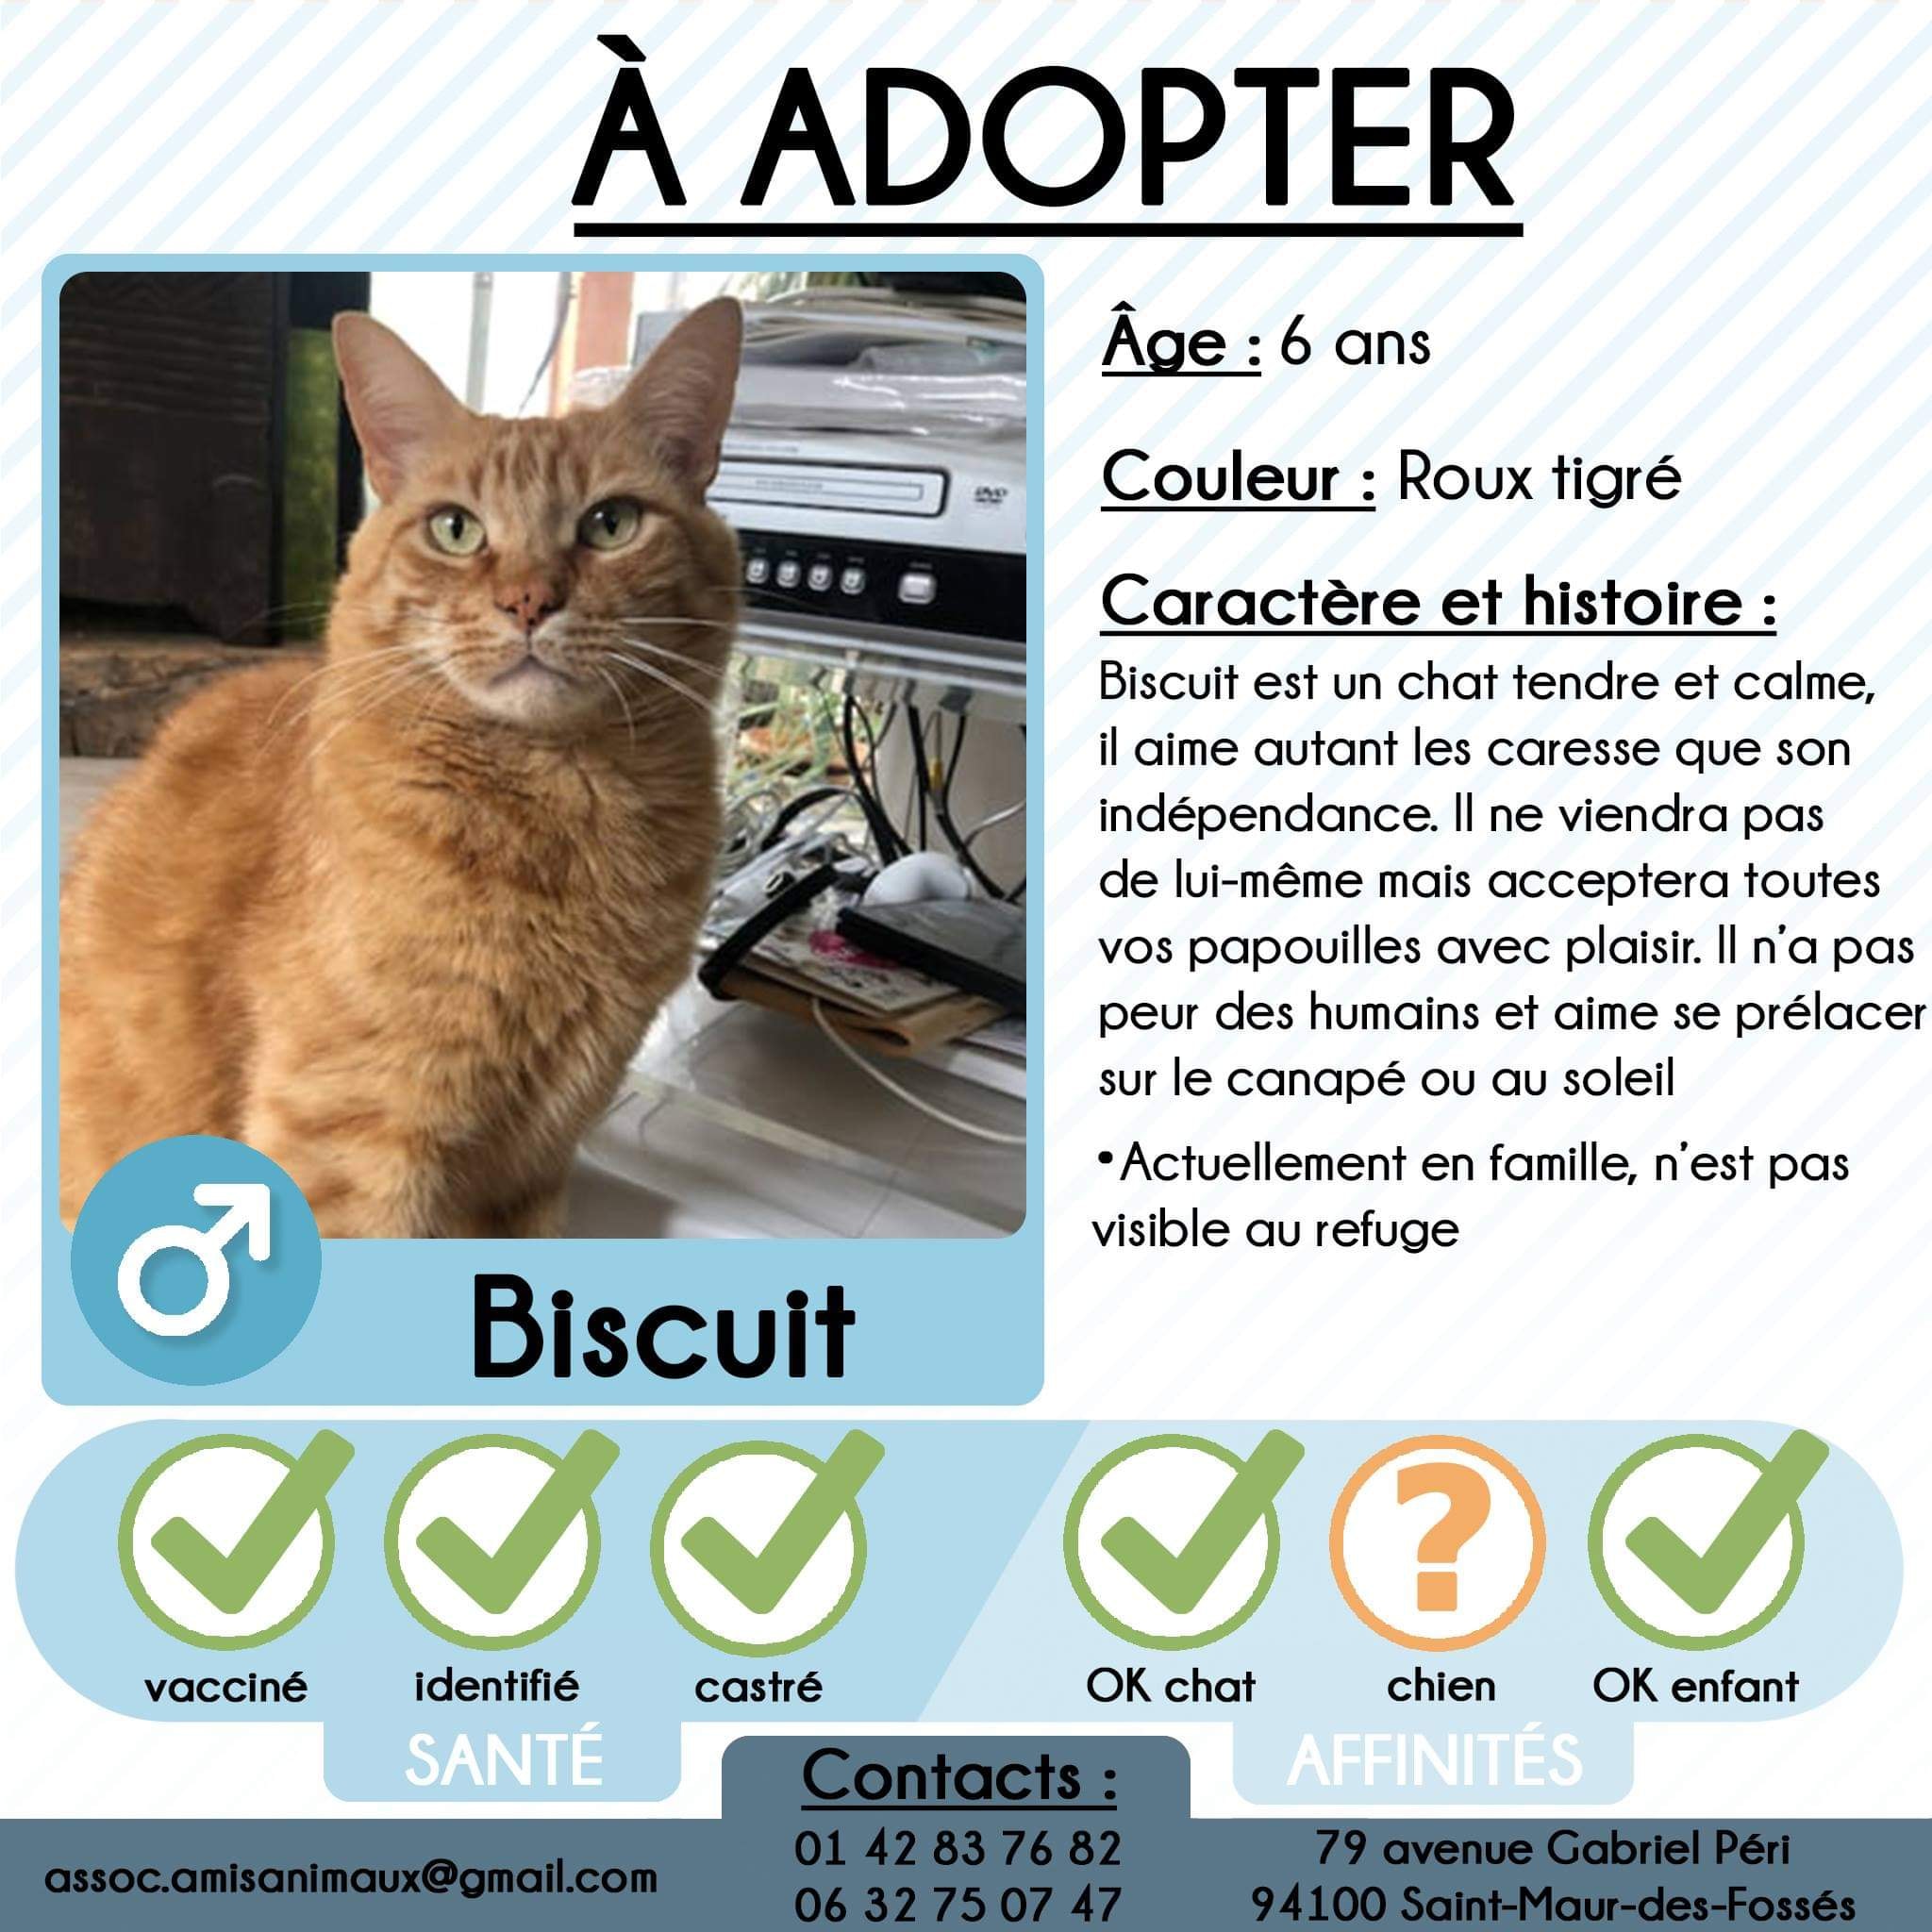 À ADOPTER
Âge : 6 ans
Couleur : Roux tigré
Caractère et histoire :
Biscuit est un chat tendre et calme,
il aime autant les caresse que son
indépendance. Il ne viendra pas
de lui-même mais acceptera toutes
vos papouilles avec plaisir. Il n'a pas
peur des humains et aime se prélacer
sur le canapé ou au soleil
•Actuellement en famille, n'est pas
visible au refuge
Biscuit
vacciné identifié castré
OK chat chien OK enfant
SANTÉ
AFFINITÉS
Contacts :
01 42 83 76 82
06 32 75 07 47
assoc.amisanimaux@gmail.com
79 avenue Gabriel Péri
94100 Saint-Maur-des-Fossés